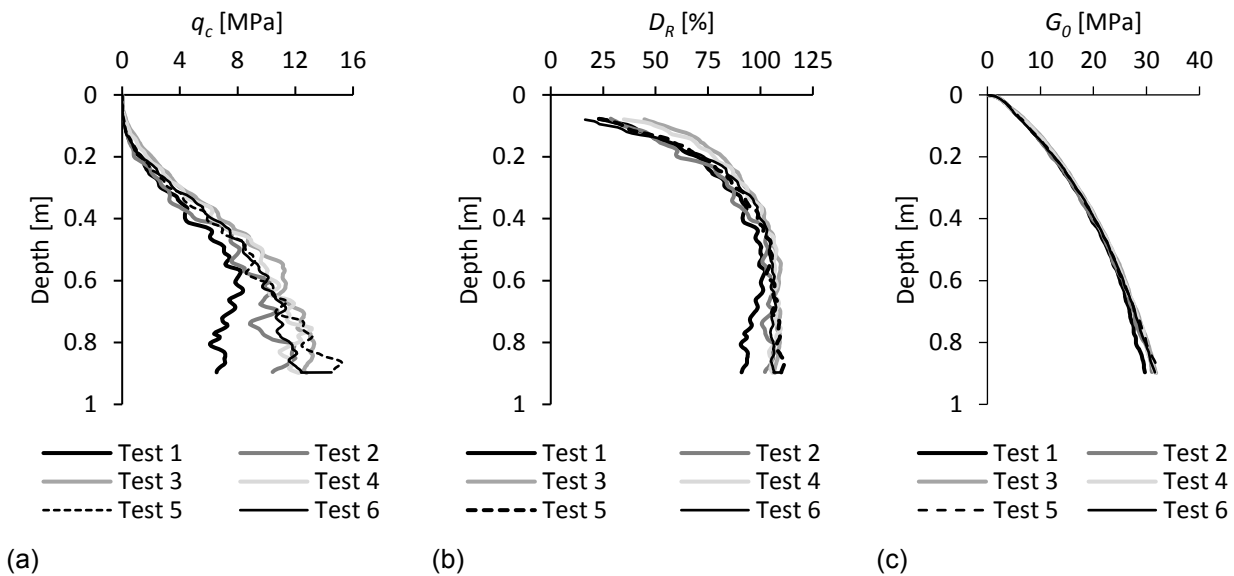 q_c [MPa]
0 4 8 12 16
0
0.2
0.4
0.6
0.8
1
Depth [m]
Test 1 Test 2
Test 3 Test 4
Test 5 Test 6
(a)
D_R [%]
0 25 50 75 100 125
0
0.2
0.4
0.6
0.8
1
Depth [m]
Test 1 Test 2
Test 3 Test 4
Test 5 Test 6
(b)
G_0 [MPa]
0 10 20 30 40
0
0.2
0.4
0.6
0.8
1
Depth [m]
Test 1 Test 2
Test 3 Test 4
Test 5 Test 6
(c)